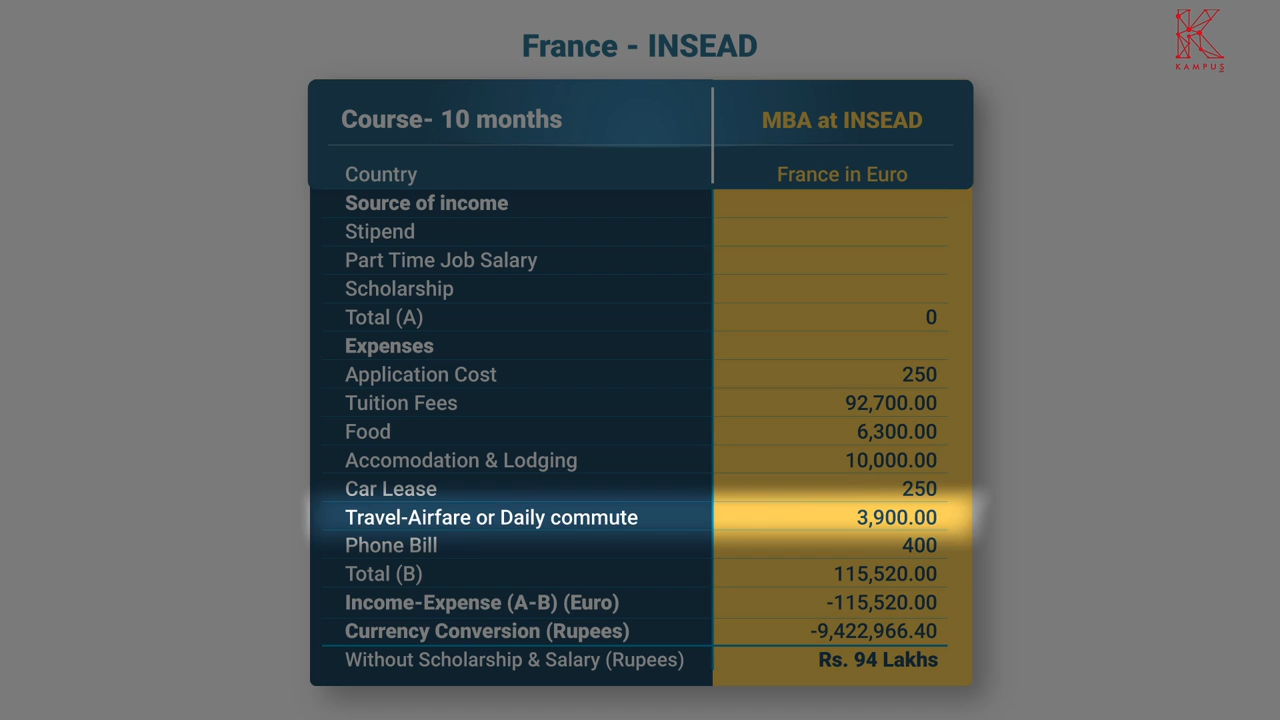 France - INSEAD
KAMPUS
Course- 10 months MBA at INSEAD
Country France in Euro
Source of income
Stipend
Part Time Job Salary
Scholarship
Total (A) 0
Expenses
Application Cost 250
Tuition Fees 92,700.00
Food 6,300.00
Accomodation & Lodging 10,000.00
Car Lease 250
Travel-Airfare or Daily commute 3,900.00
Phone Bill 400
Total (B) 115,520.00
Income-Expense (A-B) (Euro) -115,520.00
Currency Conversion (Rupees) -9,422,966.40
Without Scholarship & Salary (Rupees) Rs. 94 Lakhs